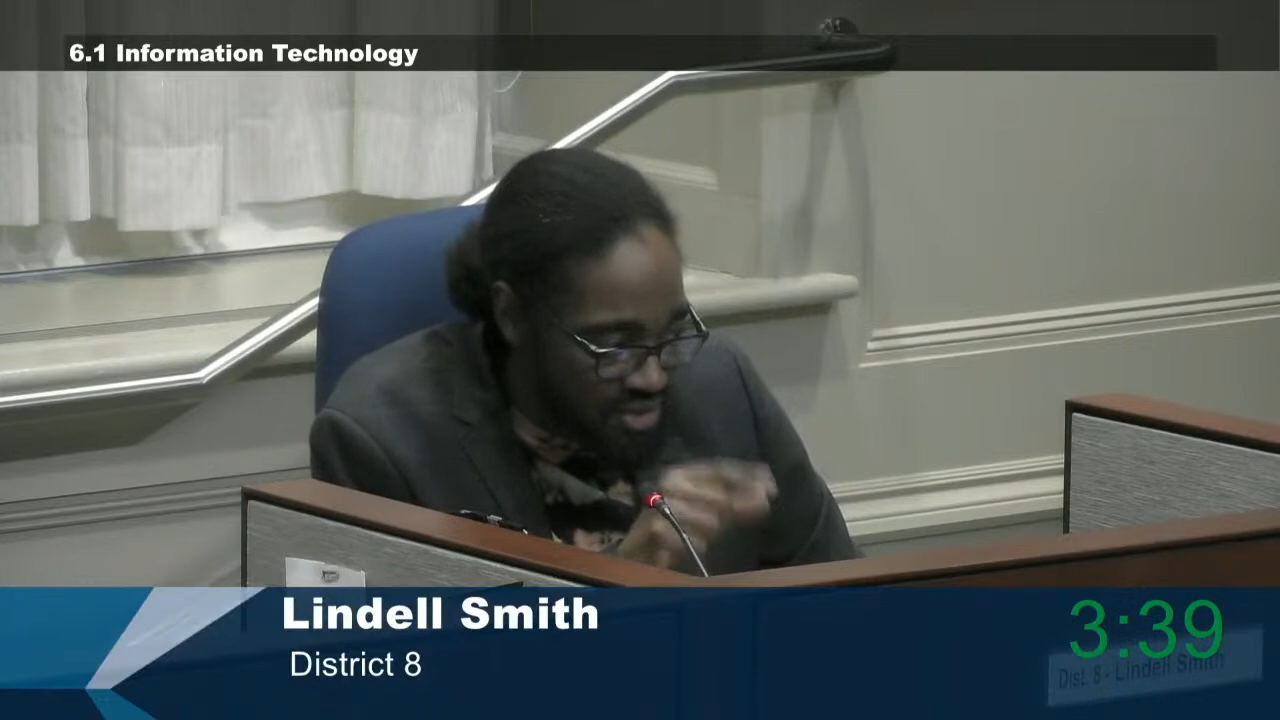 6.1 Information Technology
Lindell Smith
District 8
3:39
Dist. 8 - Lindell Smith